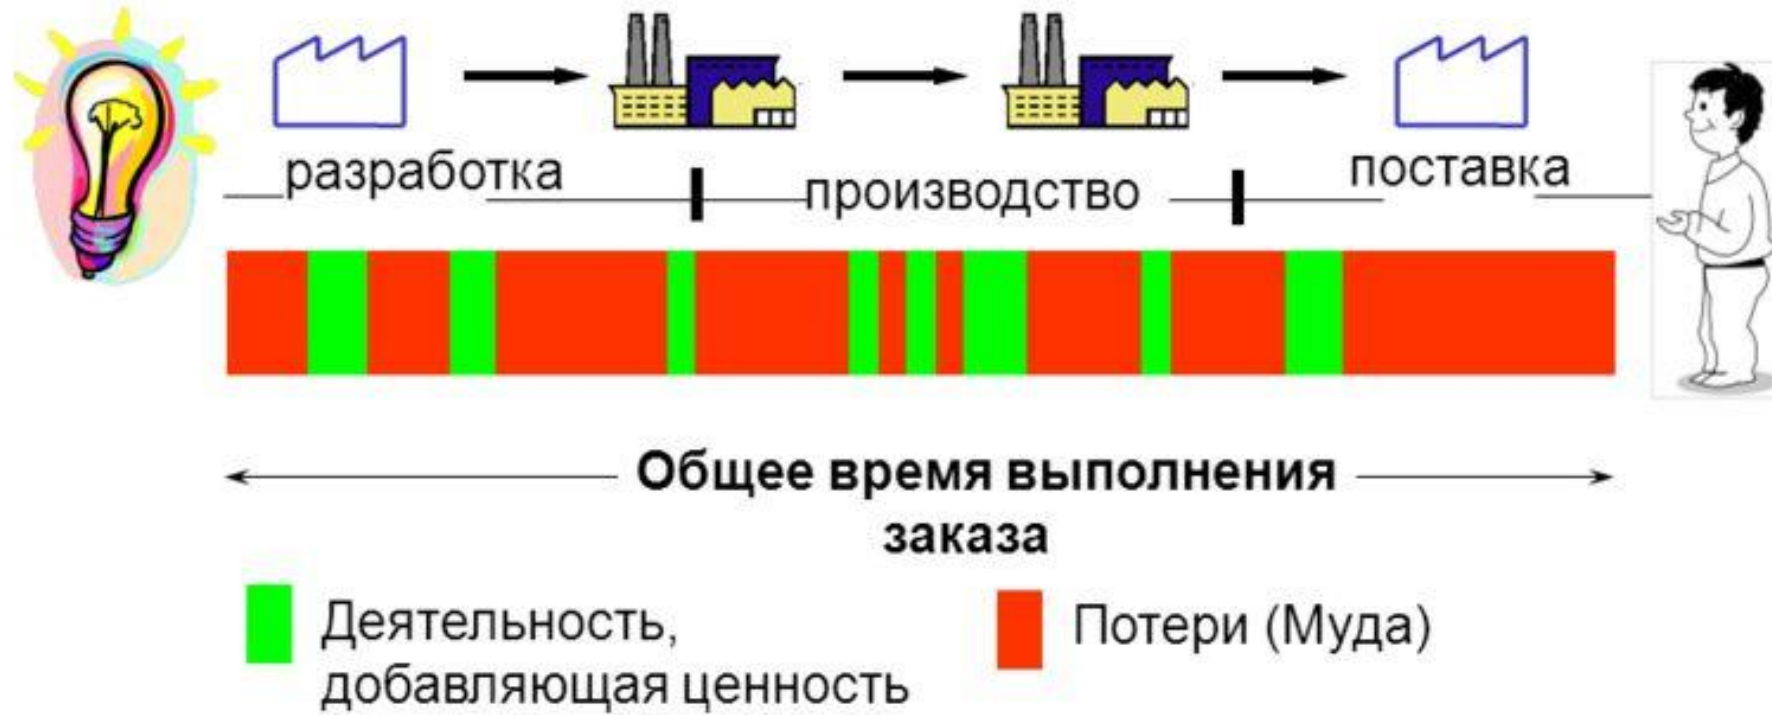 разработка
производство
поставка
Общее время выполнения
заказа
Деятельность,
добавляющая ценность
Потери (Муда)